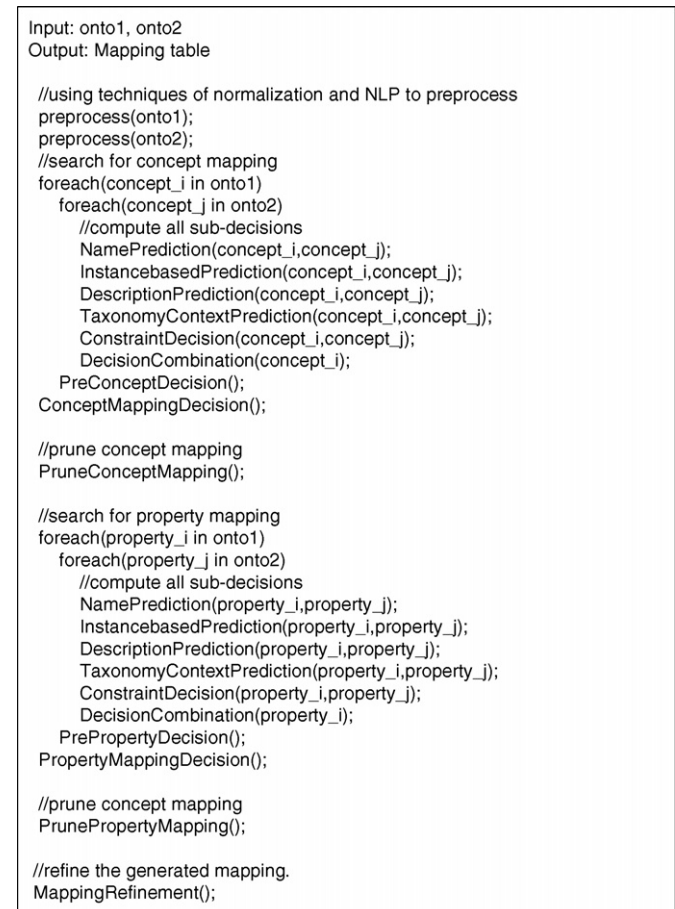 Input: onto1, onto2
Output: Mapping table
//using techniques of normalization and NLP to preprocess
preprocess(onto1);
preprocess(onto2);
//search for concept mapping
foreach(concept_i in onto1)
foreach(concept_j in onto2)
//compute all sub-decisions
NamePrediction(concept_i,concept_j);
InstancebasedPrediction(concept_i,concept_j);
DescriptionPrediction(concept_i,concept_j);
TaxonomyContextPrediction(concept_i,concept_j);
ConstraintDecision(concept_i,concept_j);
DecisionCombination(concept_i);
PreConceptDecision();
ConceptMappingDecision();
//prune concept mapping
PruneConceptMapping();
//search for property mapping
foreach(property_i in onto1)
foreach(property_j in onto2)
//compute all sub-decisions
NamePrediction(property_i,property_j);
InstancebasedPrediction(property_i,property_j);
DescriptionPrediction(property_i,property_j);
TaxonomyContextPrediction(property_i,property_j);
ConstraintDecision(property_i,property_j);
DecisionCombination(property_i);
PrePropertyDecision();
PropertyMappingDecision();
//prune concept mapping
PrunePropertyMapping();
//refine the generated mapping.
MappingRefinement();